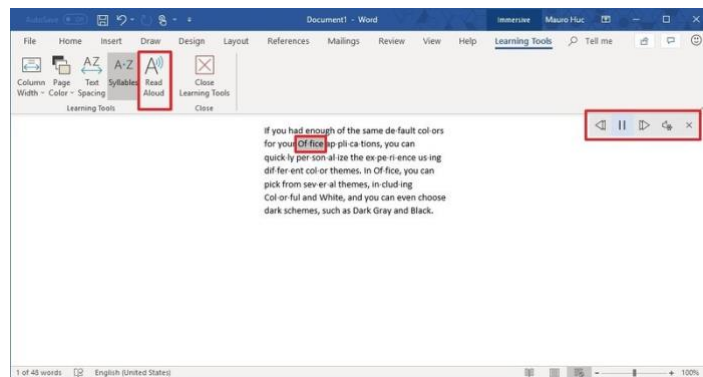 AutoSave
Document1 - Word
Immersive
Mauro Huc
File Home Insert Draw Design Layout References Mailings Review View Help Learning Tools Tell me
Column Width
Page Color
Text Spacing
Syllables
Read Aloud
Close Learning Tools
Learning Tools
Close
If you had enough of the same de·fault col·ors
for your Of·fice ap·pli·ca·tions, you can
quick·ly per·son·al·ize the ex·pe·ri·ence us·ing
dif·fer·ent col·or themes. In Of·fice, you can
pick from sev·er·al themes, in·clud·ing
Col·or·ful and White, and you can even choose
dark schemes, such as Dark Gray and Black.
1 of 48 words English (United States) 100%